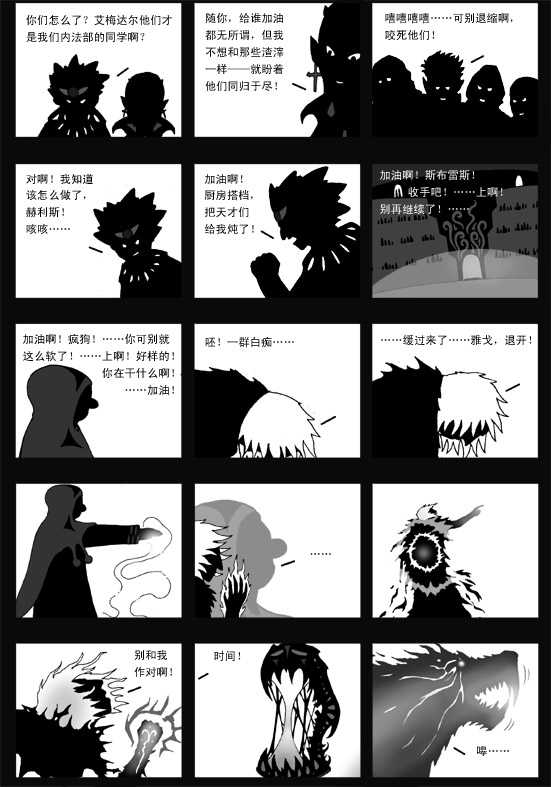 你们怎么了？艾梅达尔他们才
是我们内法部的同学啊？
随你，给谁加油
都无所谓，但我
不想和那些渣滓
一样——就盼着
他们同归于尽！
嘻嘻嘻嘻……可别退缩啊，
咬死他们！
对啊！我知道
该怎么做了，
赫利斯！
咳咳……
加油啊！
厨房搭档，
把天才们
给我炖了！
加油啊！斯布雷斯！
收手吧！……上啊！
别再继续了！……
加油啊！疯狗！……你可别就
这么软了！……上啊！好样的！
你在干什么啊！
……加油！
呸！一群白痴……
……缓过来了……雅戈，退开！
……
别和我
作对啊！
时间！
嗥……